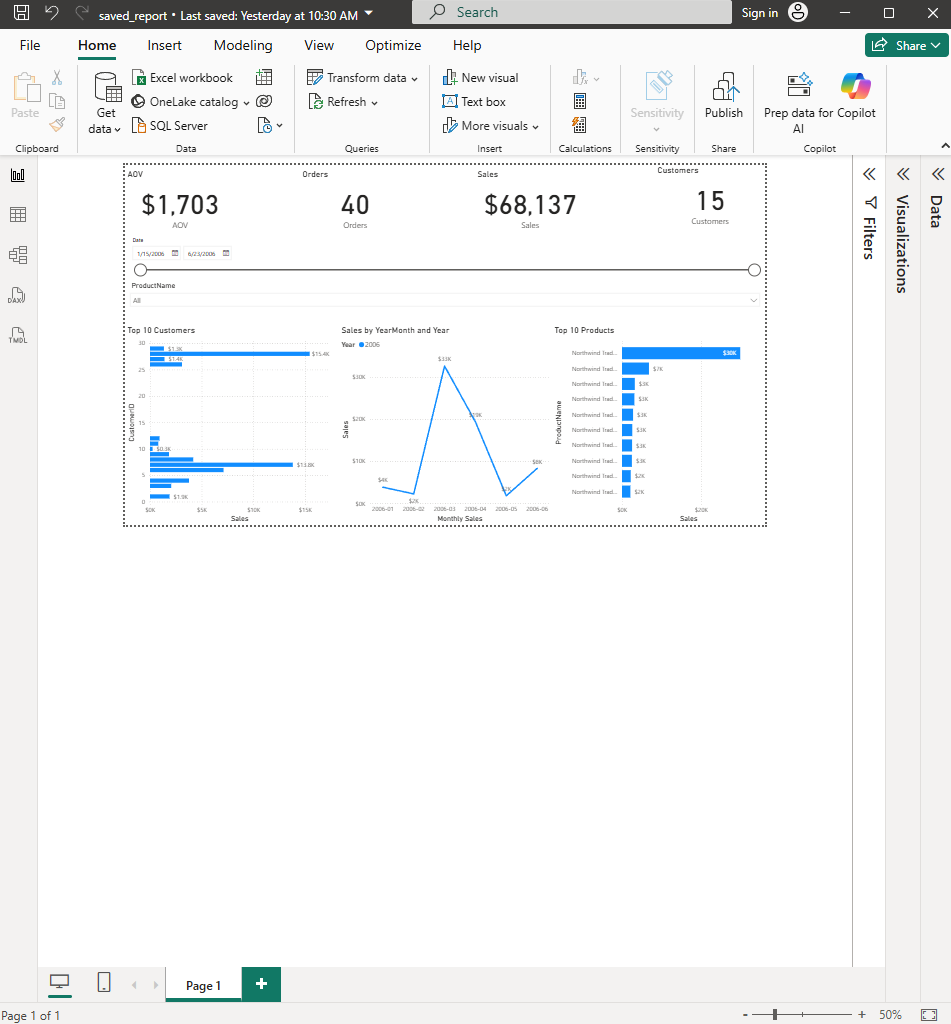 saved_report • Last saved: Yesterday at 10:30 AM
Search
Sign in
File Home Insert Modeling View Optimize Help
Share
Paste
Get data
Excel workbook
OneLake catalog
SQL Server
Transform data
Refresh
New visual
Text box
More visuals
Sensitivity
Publish
Prep data for AI
Copilot
Clipboard Data Queries Insert Calculations Sensitivity Share Copilot
DAX
TMDL
AOV Orders Sales Customers
$1,703 40 $68,137 15
AOV Orders Sales Customers
Date
1/15/2006 6/23/2006
ProductName
All
Top 10 Customers
CustomerID
30
25
20
15
10
5
0
$1.3K
$15.4K
$1.4K
$0.3K
$13.8K
$1.9K
$0K $5K $10K $15K
Sales
Sales by YearMonth and Year
Year 2006
Sales
$30K
$20K
$10K
$0K
$4K
$2K
$33K
$19K
$2K
$8K
2006-01 2006-02 2006-03 2006-04 2006-05 2006-06
Monthly Sales
Top 10 Products
ProductName
Northwind Trad... $30K
Northwind Trad... $7K
Northwind Trad... $3K
Northwind Trad... $3K
Northwind Trad... $3K
Northwind Trad... $3K
Northwind Trad... $3K
Northwind Trad... $3K
Northwind Trad... $2K
Northwind Trad... $2K
$0K $20K
Sales
Filters
Visualizations
Data
Page 1
+
Page 1 of 1
- + 50%